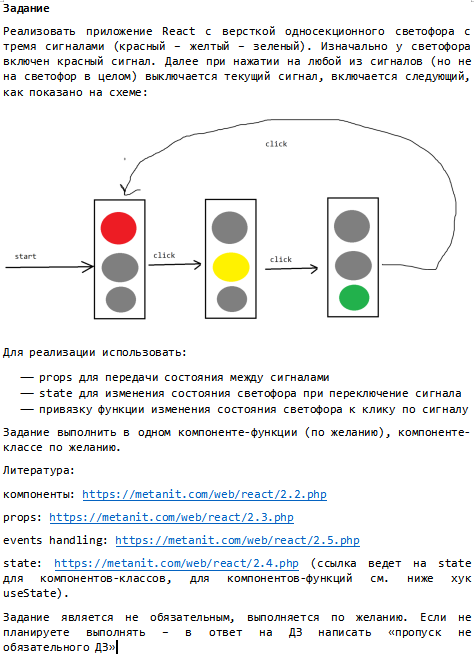 Задание
Реализовать приложение React с версткой односекционного светофора с
тремя сигналами (красный – желтый – зеленый). Изначально у светофора
включен красный сигнал. Далее при нажатии на любой из сигналов (но не
на светофор в целом) выключается текущий сигнал, включается следующий,
как показано на схеме:
click
start
click
click
Для реализации использовать:
— props для передачи состояния между сигналами
— state для изменения состояния светофора при переключение сигнала
— привязку функции изменения состояния светофора к клику по сигналу
Задание выполнить в одном компоненте-функции (по желанию), компоненте-
классе по желанию.
Литература:
компоненты: https://metanit.com/web/react/2.2.php
props: https://metanit.com/web/react/2.3.php
events handling: https://metanit.com/web/react/2.5.php
state: https://metanit.com/web/react/2.4.php (ссылка ведет на state
для компонентов-классов, для компонентов-функций см. ниже хук
useState).
Задание является не обязательным, выполняется по желанию. Если не
планируете выполнять – в ответ на ДЗ написать «пропуск не
обязательного ДЗ»